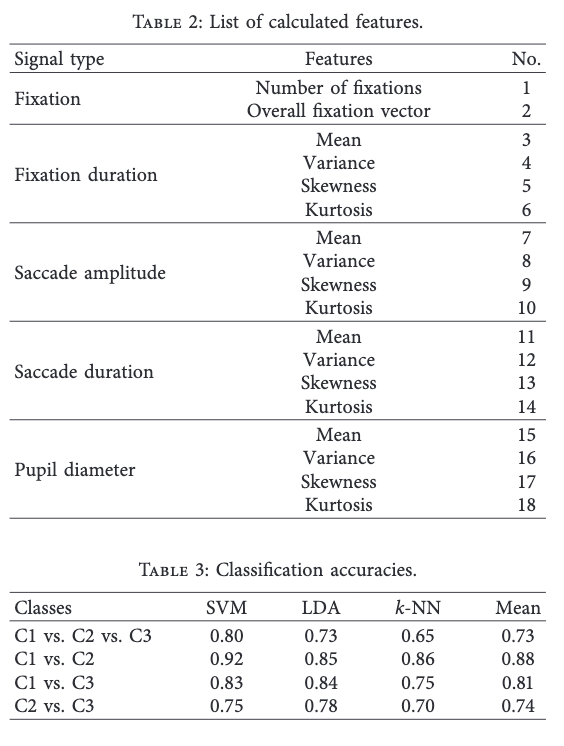 TABLE 2: List of calculated features.
Signal type Features No.
Fixation Number of fixations 1
Overall fixation vector 2
Fixation duration Mean 3
Variance 4
Skewness 5
Kurtosis 6
Saccade amplitude Mean 7
Variance 8
Skewness 9
Kurtosis 10
Saccade duration Mean 11
Variance 12
Skewness 13
Kurtosis 14
Pupil diameter Mean 15
Variance 16
Skewness 17
Kurtosis 18
TABLE 3: Classification accuracies.
Classes SVM LDA k-NN Mean
C1 vs. C2 vs. C3 0.80 0.73 0.65 0.73
C1 vs. C2 0.92 0.85 0.86 0.88
C1 vs. C3 0.83 0.84 0.75 0.81
C2 vs. C3 0.75 0.78 0.70 0.74